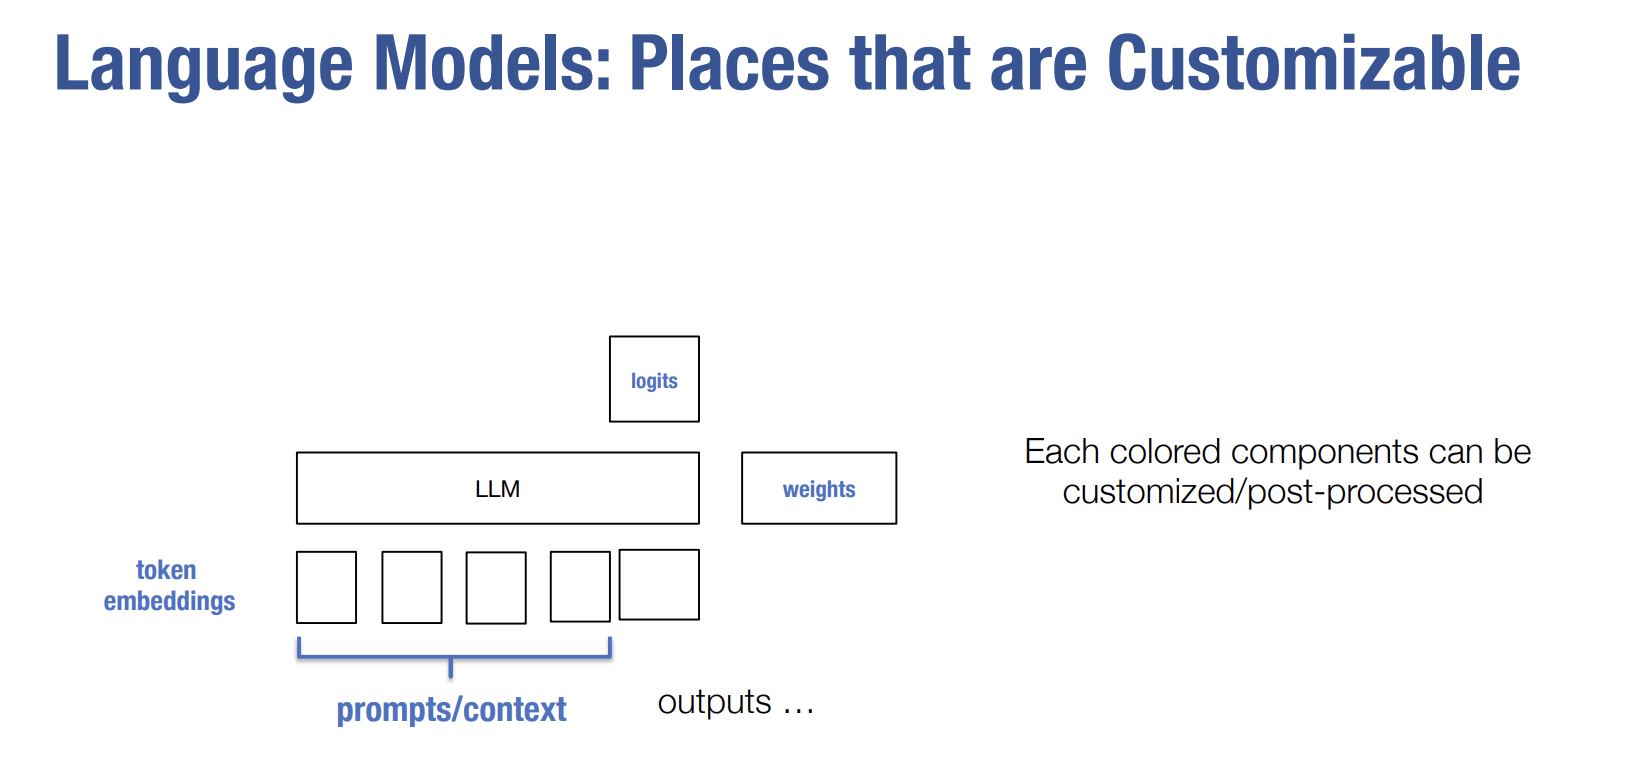 Language Models: Places that are Customizable
logits
LLM
weights
Each colored components can be
customized/post-processed
token
embeddings
prompts/context
outputs …